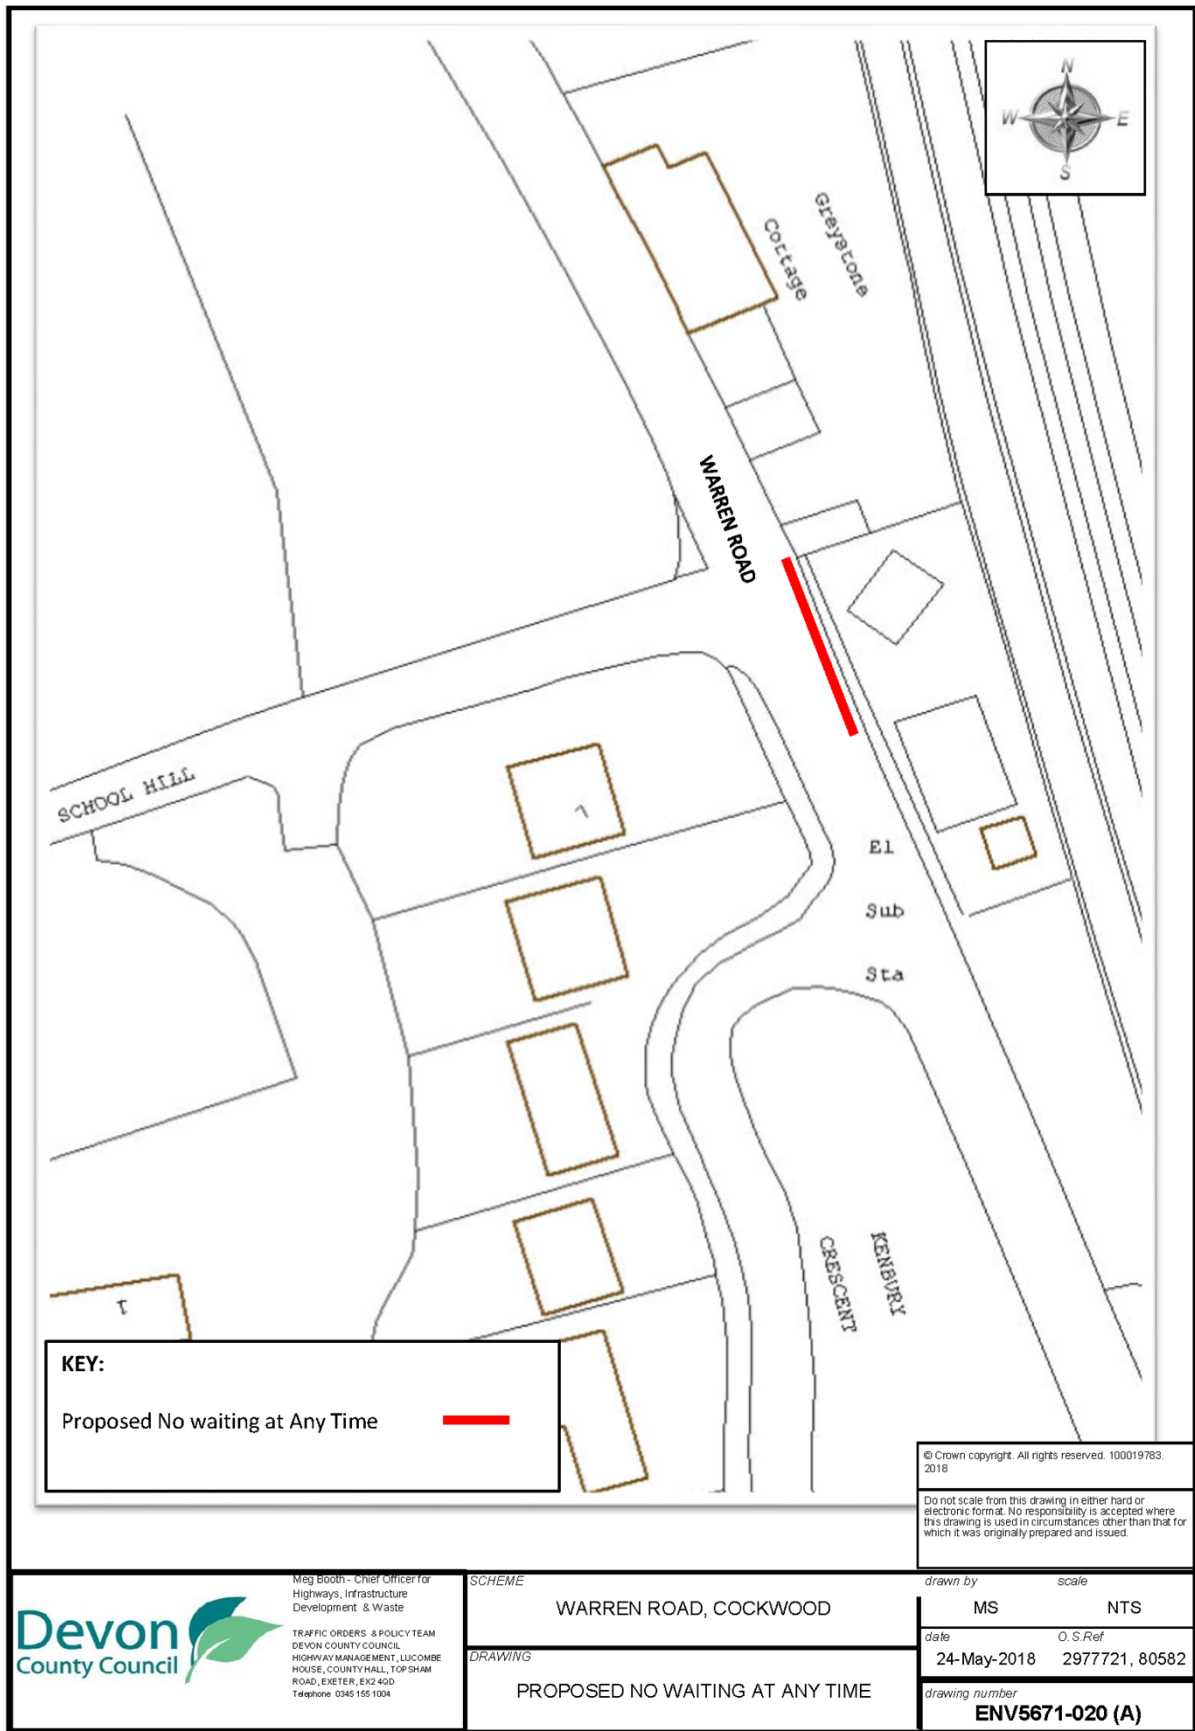 N
W
E
S
Greystone
Cottage
WARREN ROAD
SCHOOL HILL
7
El
Sub
Sta
KENBURY
CRESCENT
1
KEY:
Proposed No waiting at Any Time
© Crown copyright. All rights reserved. 100019783.
2018
Do not scale from this drawing in either hard or
electronic format. No responsibility is accepted where
this drawing is used in circumstances other than that for
which it was originally prepared and issued.
Devon
County Council
Meg Booth - Chief Officer for
Highways, Infrastructure
Development & Waste
TRAFFIC ORDERS & POLICY TEAM
DEVON COUNTY COUNCIL
HIGHWAY MANAGEMENT, LUCOMBE
HOUSE, COUNTY HALL, TOPSHAM
ROAD, EXETER, EX2 4QD
Telephone 0345 155 1004
SCHEME
WARREN ROAD, COCKWOOD
DRAWING
PROPOSED NO WAITING AT ANY TIME
drawn by
scale
MS
NTS
date
O.S.Ref
24-May-2018
2977721, 80582
drawing number
ENV5671-020 (A)